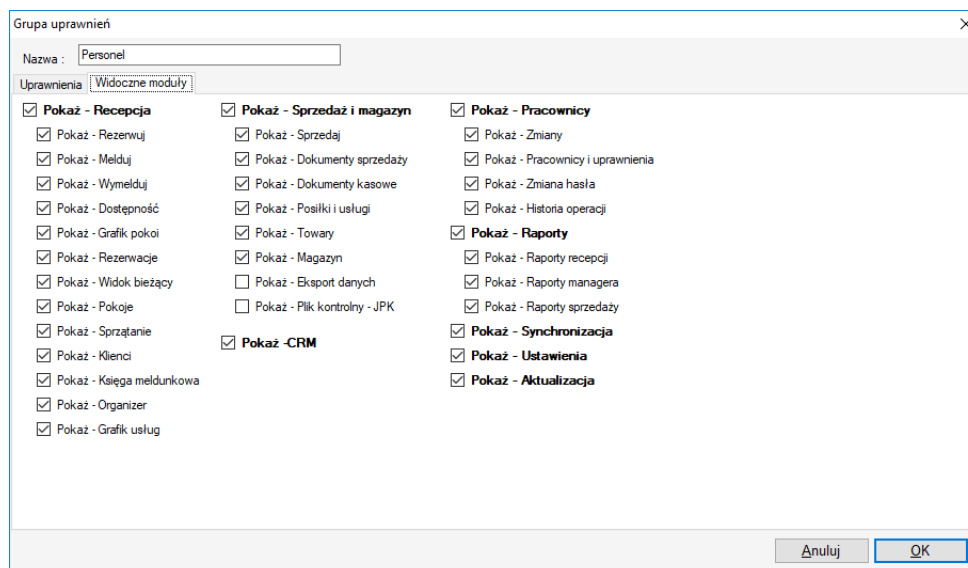 Grupa uprawnień
Nazwa : Personel
Uprawnienia Widoczne moduły
Pokaż - Recepcja
Pokaż - Rezerwuj
Pokaż - Melduj
Pokaż - Wymelduj
Pokaż - Dostępność
Pokaż - Grafik pokoi
Pokaż - Rezerwacje
Pokaż - Widok bieżący
Pokaż - Pokoje
Pokaż - Sprzątanie
Pokaż - Klienci
Pokaż - Księga meldunkowa
Pokaż - Organizer
Pokaż - Grafik usług
Pokaż - Sprzedaż i magazyn
Pokaż - Sprzedaj
Pokaż - Dokumenty sprzedaży
Pokaż - Dokumenty kasowe
Pokaż - Posiłki i usługi
Pokaż - Towary
Pokaż - Magazyn
Pokaż - Eksport danych
Pokaż - Plik kontrolny - JPK
Pokaż -CRM
Pokaż - Pracownicy
Pokaż - Zmiany
Pokaż - Pracownicy i uprawnienia
Pokaż - Zmiana hasła
Pokaż - Historia operacji
Pokaż - Raporty
Pokaż - Raporty recepcji
Pokaż - Raporty managera
Pokaż - Raporty sprzedaży
Pokaż - Synchronizacja
Pokaż - Ustawienia
Pokaż - Aktualizacja
Anuluj OK